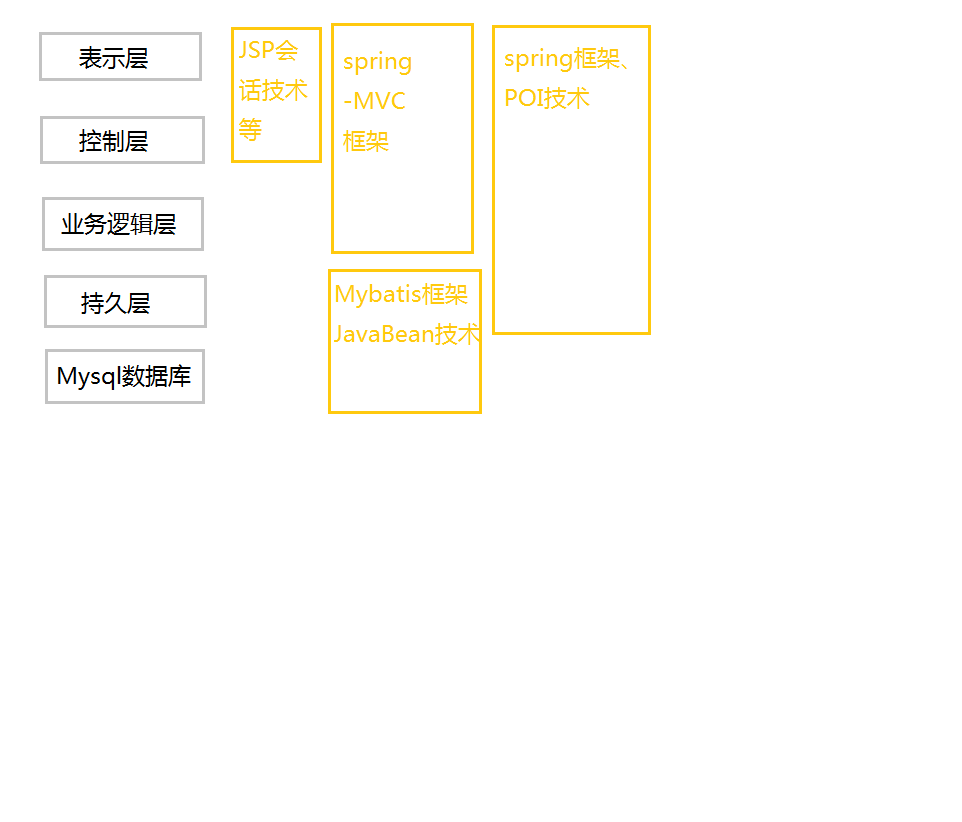 表示层
控制层
业务逻辑层
持久层
Mysql数据库
JSP会
话技术
等
spring
-MVC
框架
Mybatis框架
JavaBean技术
spring框架、
POI技术